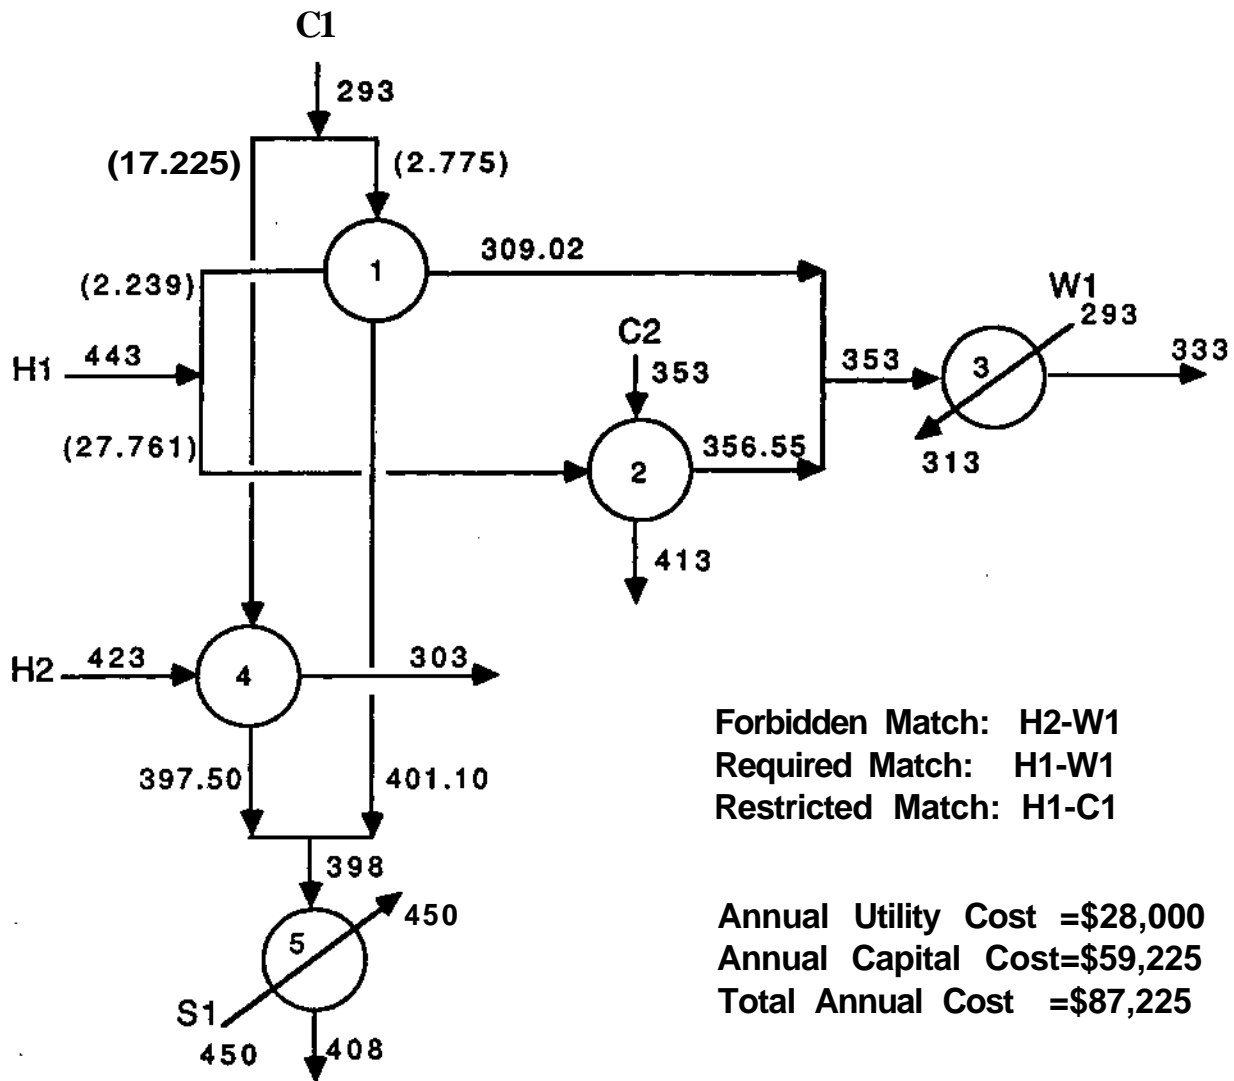 C1
293
(17.225)
(2.775)
1
309.02
(2.239)
W1
293
H1
443
C2
353
353
3
333
(27.761)
2
356.55
313
413
H2
423
4
303
397.50
401.10
398
450
5
S1
450
408
Forbidden Match: H2-W1
Required Match: H1-W1
Restricted Match: H1-C1
Annual Utility Cost =$28,000
Annual Capital Cost=$59,225
Total Annual Cost =$87,225